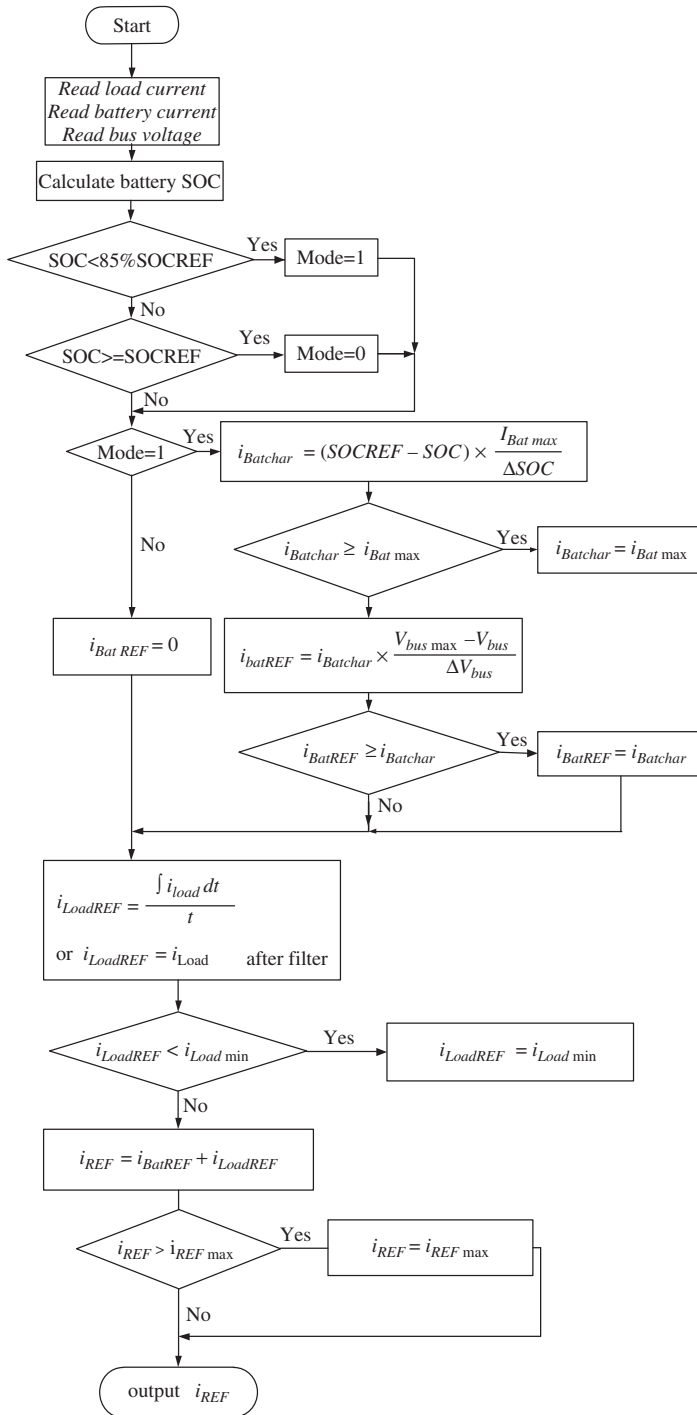 Start
Read load current
Read battery current
Read bus voltage
Calculate battery SOC
SOC<85%SOCREF
Yes
Mode=1
No
SOC>=SOCREF
Yes
Mode=0
No
Mode=1
Yes
i_Batchar = (SOCREF – SOC) × I_Bat max / ΔSOC
No
i_Batchar ≥ i_Bat max
Yes
i_Batchar = i_Bat max
i_Bat REF = 0
i_batREF = i_Batchar × V_bus max – V_bus / ΔV_bus
i_BatREF ≥ i_Batchar
Yes
i_BatREF = i_Batchar
No
i_LoadREF = ∫ i_load dt / t
or i_LoadREF = i_Load after filter
i_LoadREF < i_Load min
Yes
i_LoadREF = i_Load min
No
i_REF = i_BatREF + i_LoadREF
i_REF > i_REF max
Yes
i_REF = i_REF max
No
output i_REF